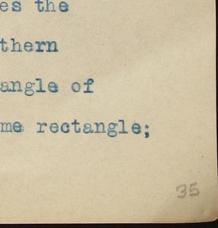 es the
thern
angle of
me rectangle;
35